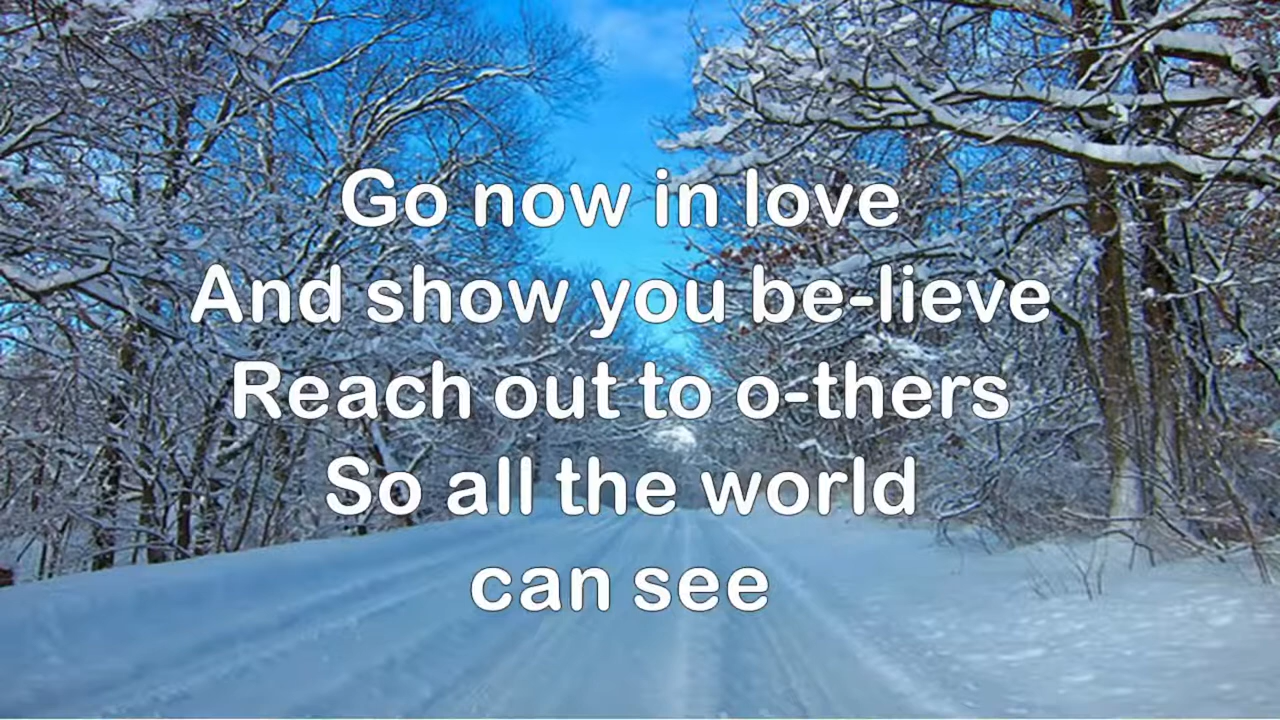 Go now in love
And show you be-lieve
Reach out to o-thers
So all the world
can see